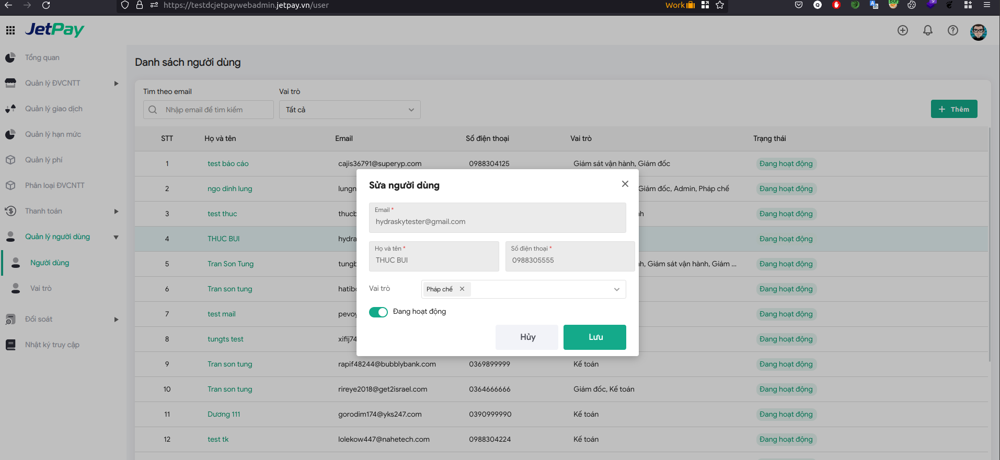 https://testdcjetpaywebadmin.jetpay.vn/user
Work
JetPay
Tổng quan
Quản lý ĐVCNTT
Quản lý giao dịch
Quản lý hạn mức
Quản lý phí
Phân loại ĐVCNTT
Thanh toán
Quản lý người dùng
Người dùng
Vai trò
Đối soát
Nhật ký truy cập
Danh sách người dùng
Tìm theo email
Vai trò
Nhập email để tìm kiếm
Tất cả
Thêm
STT Họ và tên Email Số điện thoại Vai trò Trạng thái
1 test báo cáo cajis36791@superyp.com 0988304125 Giám sát vận hành, Giám đốc Đang hoạt động
2 ngo dinh lung lungn Giám đốc, Admin, Pháp chế Đang hoạt động
3 test thuc thucb nh Đang hoạt động
4 THUC BUI hydra Đang hoạt động
5 Tran Son Tung tungb nh, Giám sát vận hành, Giám ... Đang hoạt động
6 Tran son tung hatibo Đang hoạt động
7 test mail pevoy Đang hoạt động
8 tungts test xifij74 Đang hoạt động
9 Tran son tung rapif48244@bubblybank.com 0369899999 Kế toán Đang hoạt động
10 Tran son tung rireye2018@get2israel.com 0364666666 Giám đốc, Kế toán Đang hoạt động
11 Dương 111 gorodim174@yks247.com 0390999990 Kế toán Đang hoạt động
12 test tk lolekow447@nahetech.com 0988304224 Kế toán Đang hoạt động
Sửa người dùng
Email *
hydraskytester@gmail.com
Họ và tên *
THUC BUI
Số điện thoại *
0988305555
Vai trò
Pháp chế
Đang hoạt động
Hủy
Lưu